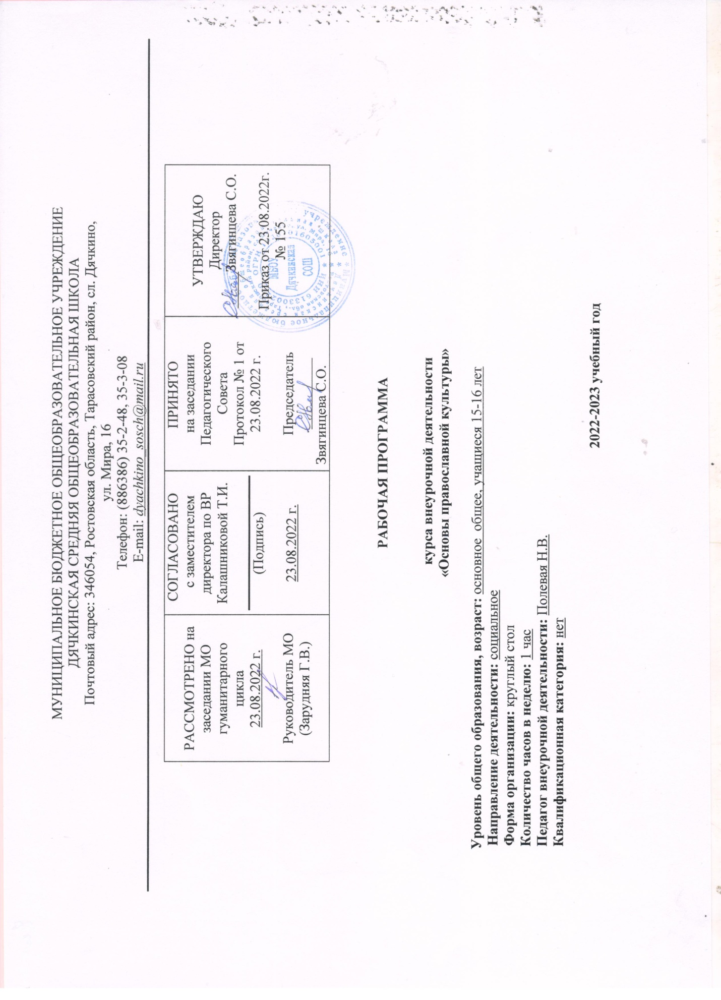 МУНИЦИПАЛЬНОЕ БЮДЖЕТНОЕ ОБЩЕОБРАЗОВАТЕЛЬНОЕ УЧРЕЖДЕНИЕ
ДЯЧКИНСКАЯ СРЕДНЯЯ ОБЩЕОБРАЗОВАТЕЛЬНАЯ ШКОЛА
Почтовый адрес: 346054, Ростовская область, Тарасовский район, сл. Дячкино,
ул. Мира, 16
Телефон: (886386) 35-2-48, 35-3-08
E-mail: dyachkino_sosch@mail.ru
РАССМОТРЕНО на
заседании МО
гуманитарного
цикла
23.08.2022 г.
Руководитель МО
(Зарудняя Г.В.)
СОГЛАСОВАНО
с заместителем
директора по ВР
Калашниковой Т.И.
(Подпись)
23.08.2022 г.
ПРИНЯТО
на заседании
Педагогического
Совета
Протокол № 1 от
23.08.2022 г.
Председатель
Звягинцева С.О.
УТВЕРЖДАЮ
Директор
Звягинцева С.О.
Приказ от 23.08.2022г.
№ 155
МБОУ
Дячкинская
СОШ
РАБОЧАЯ ПРОГРАММА
курса внеурочной деятельности
«Основы православной культуры»
Уровень общего образования, возраст: основное общее, учащиеся 15-16 лет
Направление деятельности: социальное
Форма организации: круглый стол
Количество часов в неделю: 1 час
Педагог внеурочной деятельности: Полевая Н.В.
Квалификационная категория: нет
2022-2023 учебный год